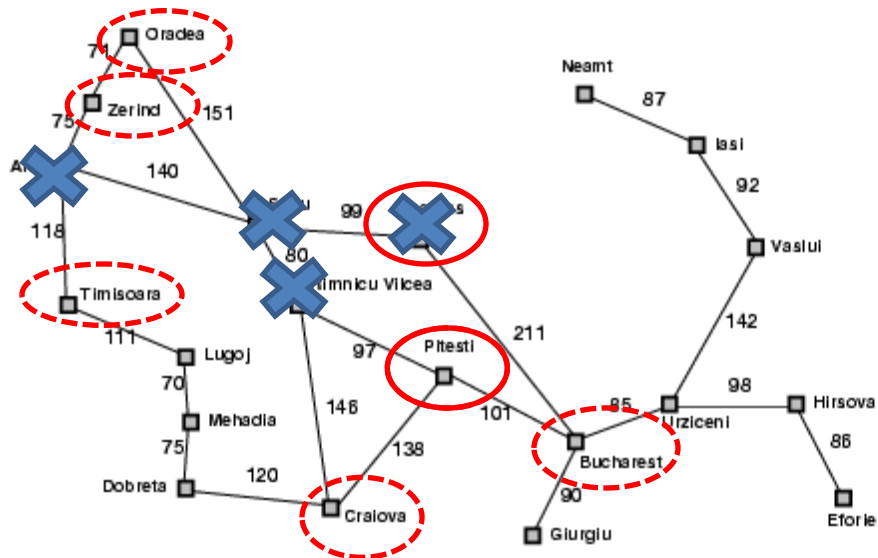 Oradea
71
Neamt
87
Zerind
151
75
Iasi
140
92
99
118
80
Vaslui
Timisoara
Vilcea
111
Lugoj
97
Pitesti
211
142
70
98
Hirsova
146
101
85
Urziceni
Mehadia
75
138
86
Bucharest
Dobreta
120
90
Craiova
Eforie
Giurgiu